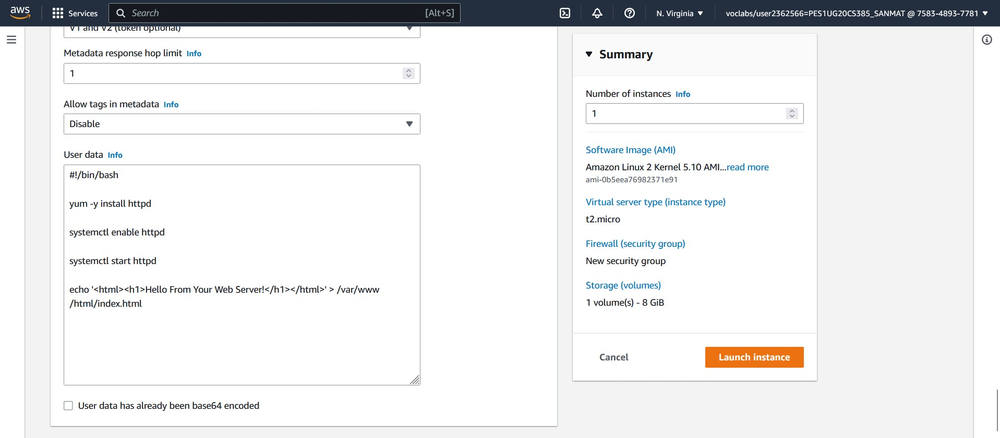 aws
Services
Search
[Alt+S]
N. Virginia
voclabs/user2362566=PES1UG20CS385_SANMAT @ 7583-4893-7781
V1 and V2 (token optional)
Metadata response hop limit Info
1
Allow tags in metadata Info
Disable
User data Info
#!/bin/bash
yum -y install httpd
systemctl enable httpd
systemctl start httpd
echo '<html><h1>Hello From Your Web Server!</h1></html>' > /var/www
/html/index.html
User data has already been base64 encoded
Summary
Number of instances Info
1
Software Image (AMI)
Amazon Linux 2 Kernel 5.10 AMI...read more
ami-0b5eea76982371e91
Virtual server type (instance type)
t2.micro
Firewall (security group)
New security group
Storage (volumes)
1 volume(s) - 8 GiB
Cancel
Launch instance